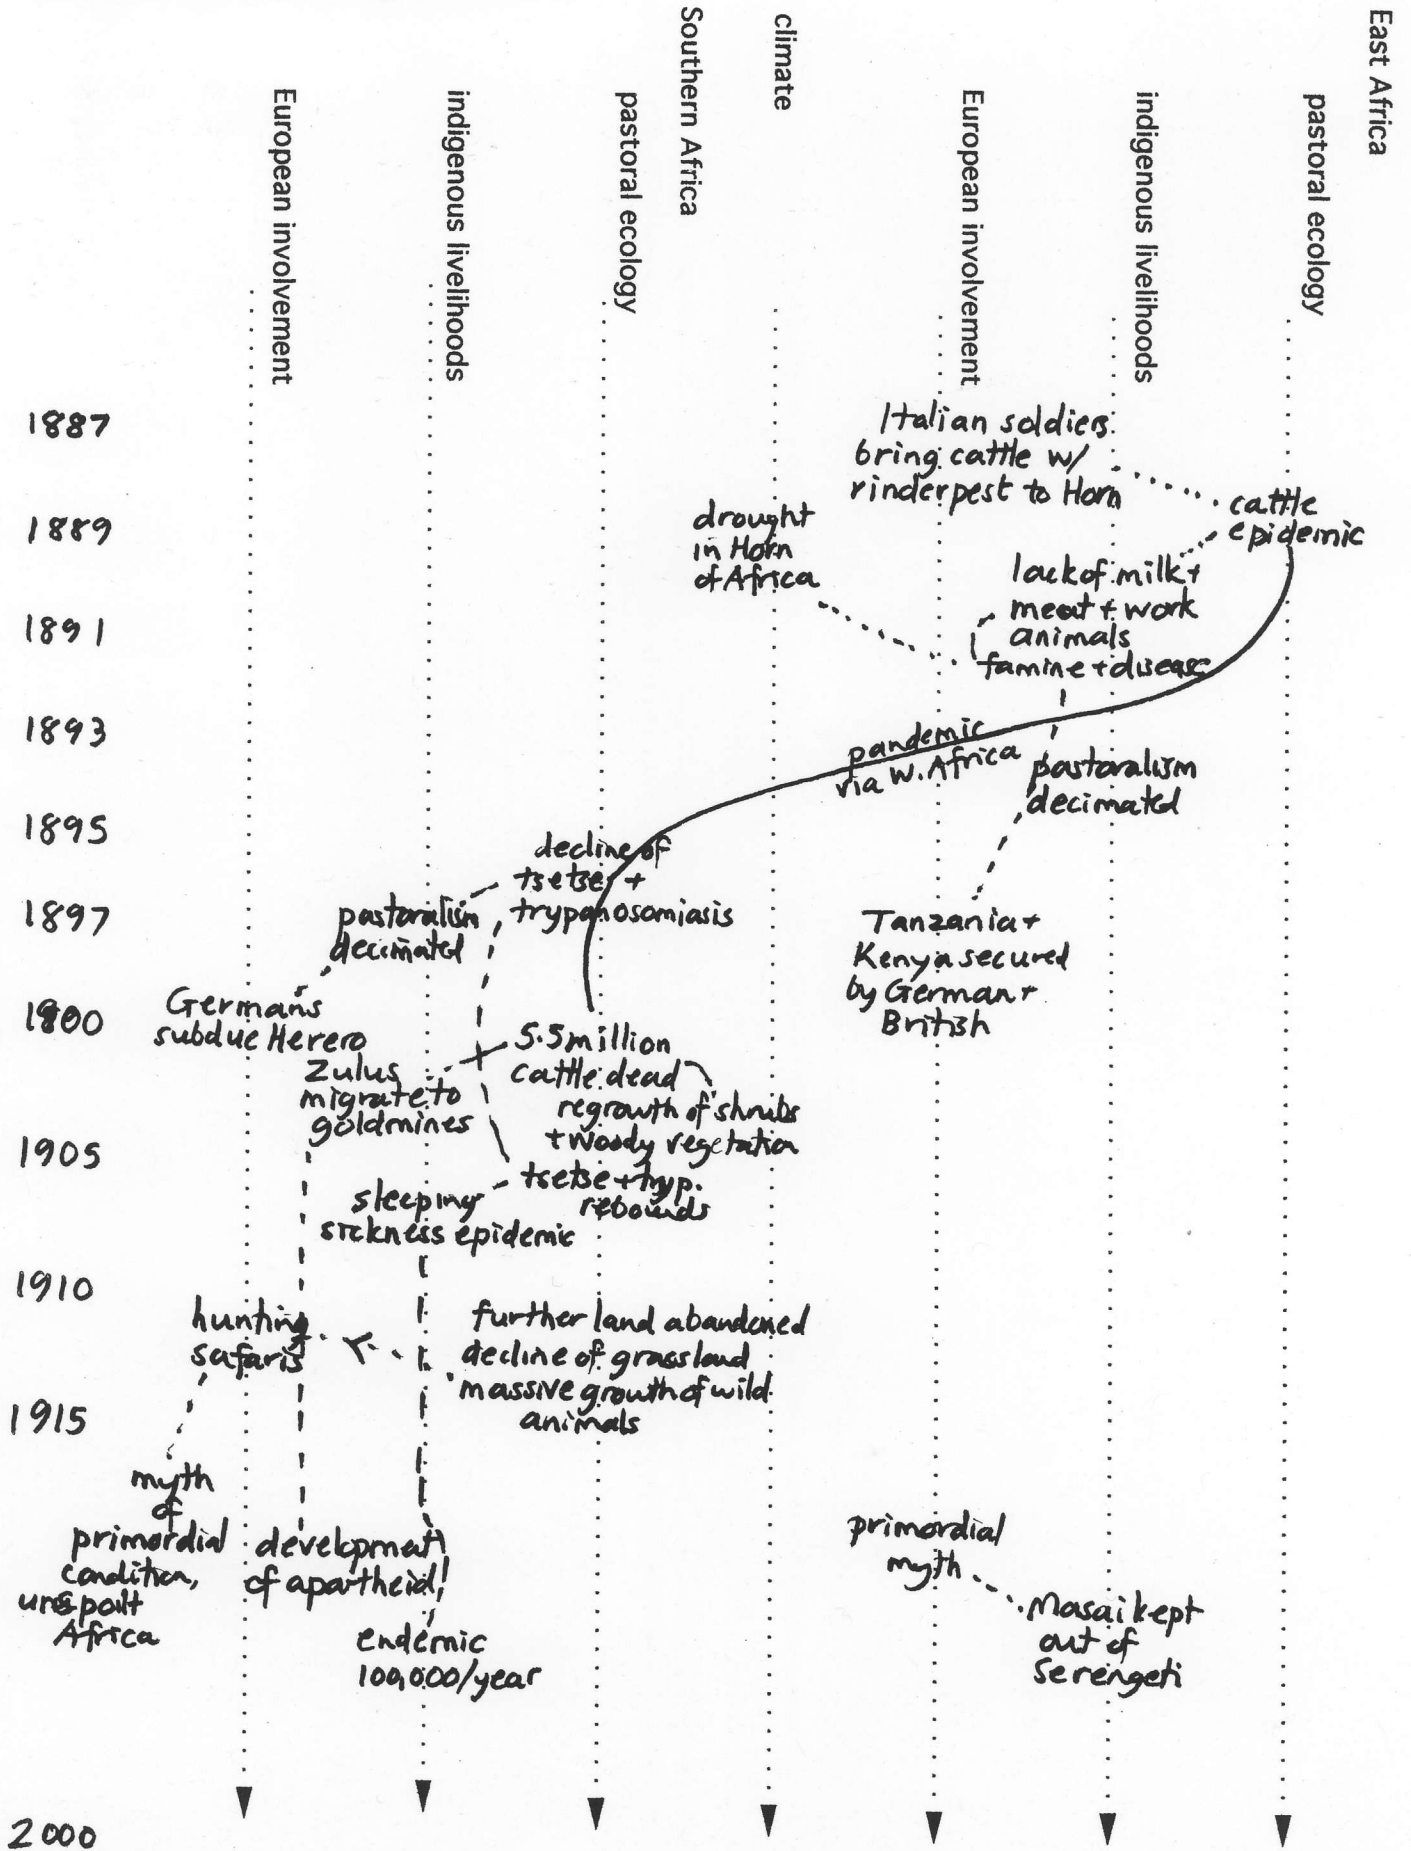 East Africa
pastoral ecology
indigenous livelihoods
European involvement
climate
Southern Africa
pastoral ecology
indigenous livelihoods
European involvement
1887
Italian soldiers
bring cattle w/
rinderpest to Horn
cattle
epidemic
1889
drought
in Horn
of Africa
lack of milk +
meat + work
animals
famine + disease
1891
1893
pandemic
via W. Africa
pastoralism
decimated
1895
decline of
tsetse +
trypanosomiasis
1897
pastoralism
decimated
Tanzania +
Kenya secured
by German +
British
Germans
subdue Herero
1900
5.5 million
cattle dead
Zulus
migrate to
goldmines
regrowth of shrubs
+ woody vegetation
1905
tsetse + tryp.
rebounds
sleeping
sickness epidemic
1910
hunting
safaris
further land abandoned
decline of grassland
massive growth of wild
animals
1915
myth
of
primordial
condition,
unspoilt
Africa
development
of apartheid
endemic
100,000/year
primordial
myth
Masai kept
out of
Serengeti
2000